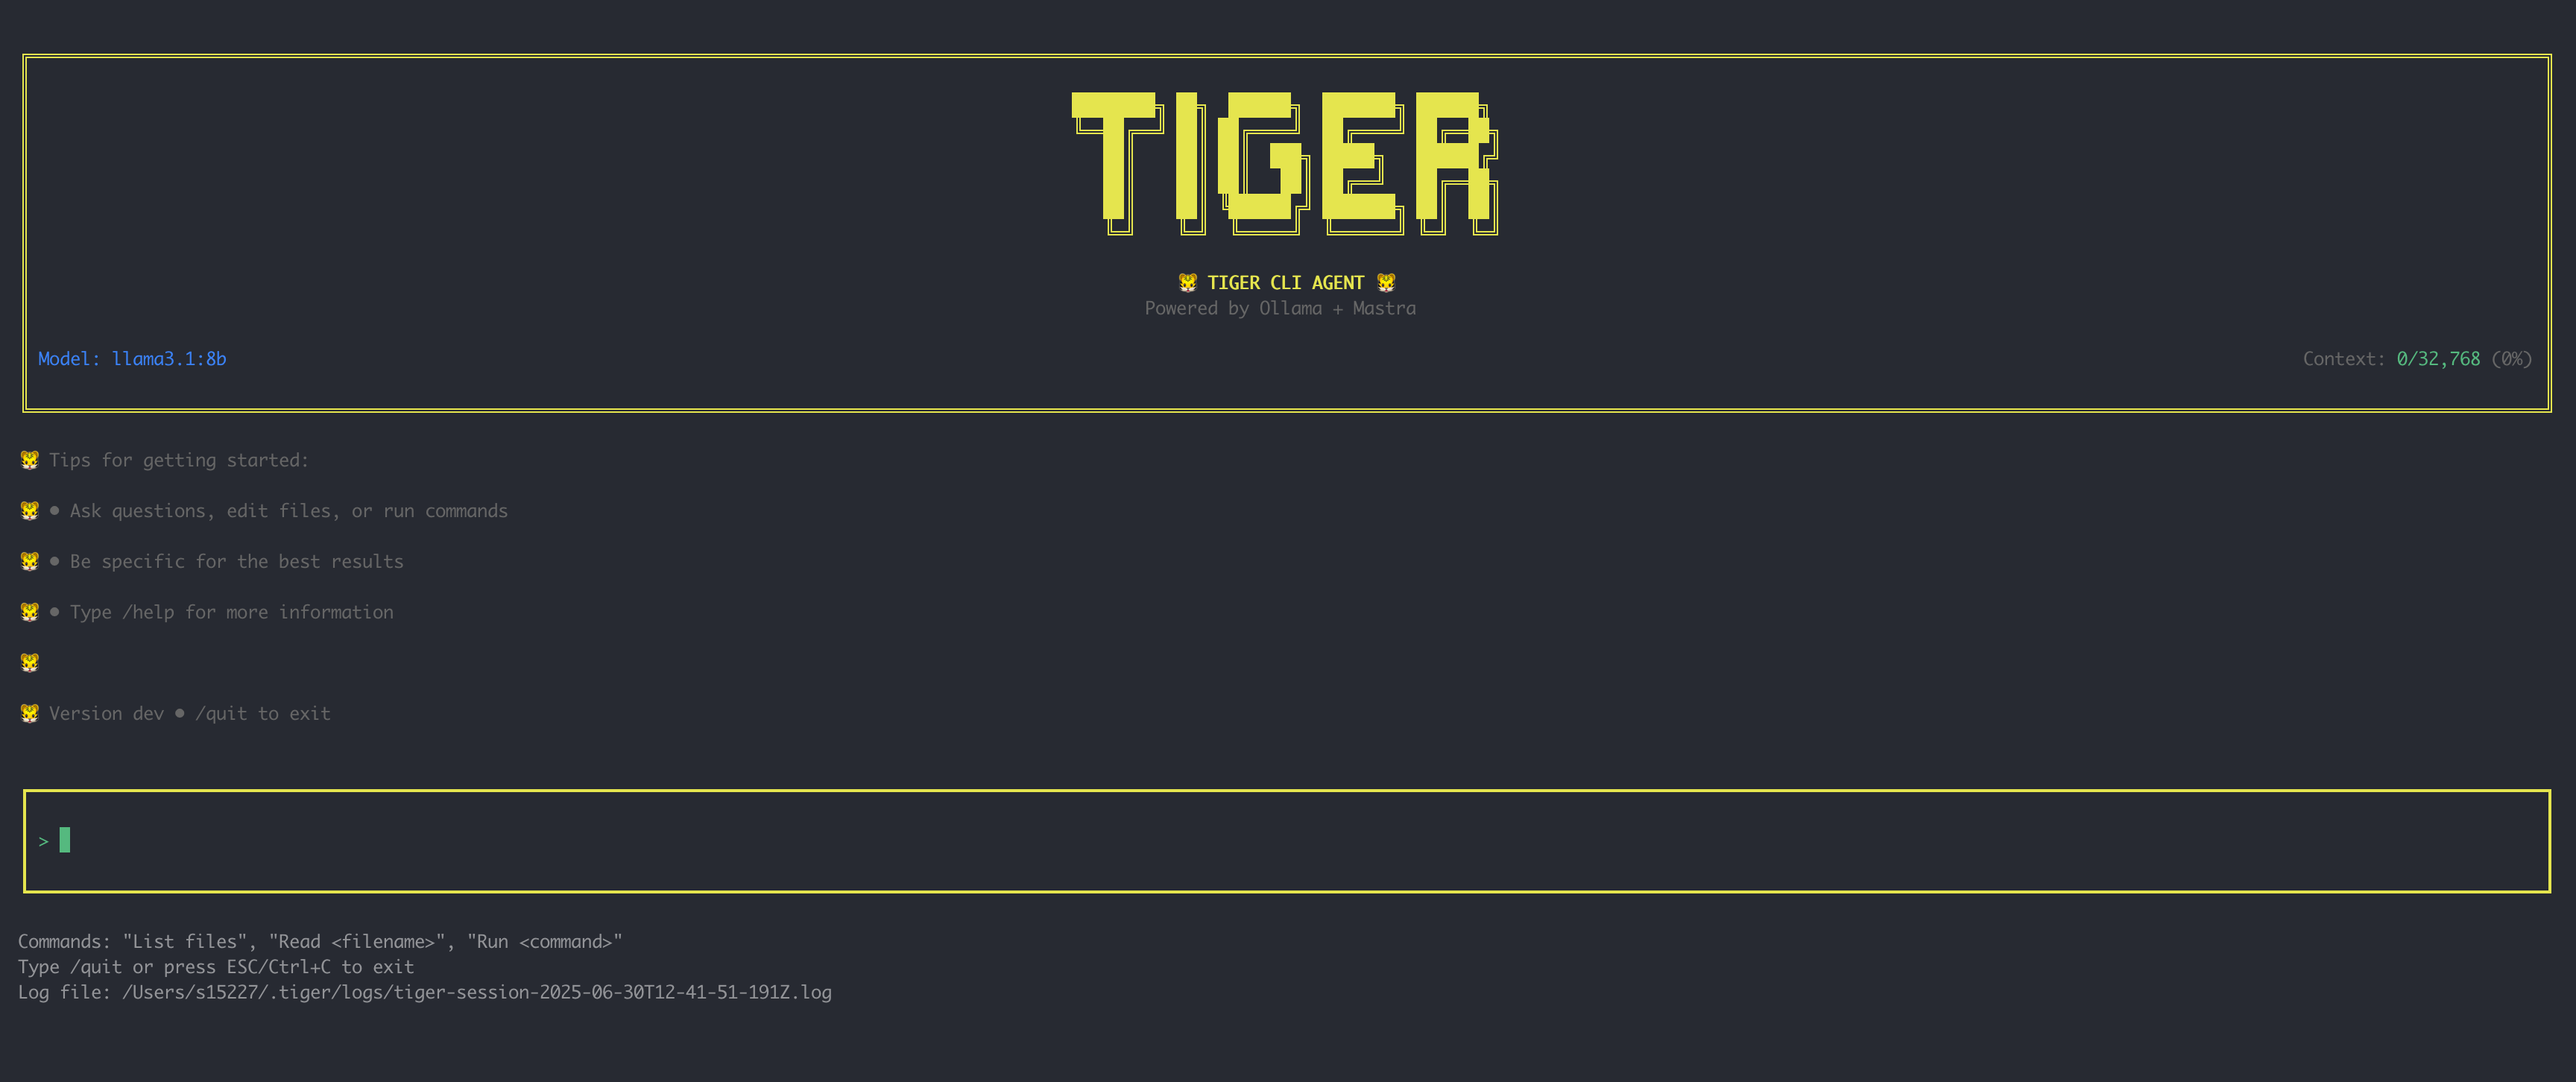 TIGER
🐯 TIGER CLI AGENT 🐯
Powered by Ollama + Mastra
Model: llama3.1:8b Context: 0/32,768 (0%)
🐯 Tips for getting started:
🐯 • Ask questions, edit files, or run commands
🐯 • Be specific for the best results
🐯 • Type /help for more information
🐯
🐯 Version dev • /quit to exit
>
Commands: "List files", "Read <filename>", "Run <command>"
Type /quit or press ESC/Ctrl+C to exit
Log file: /Users/s15227/.tiger/logs/tiger-session-2025-06-30T12-41-51-191Z.log